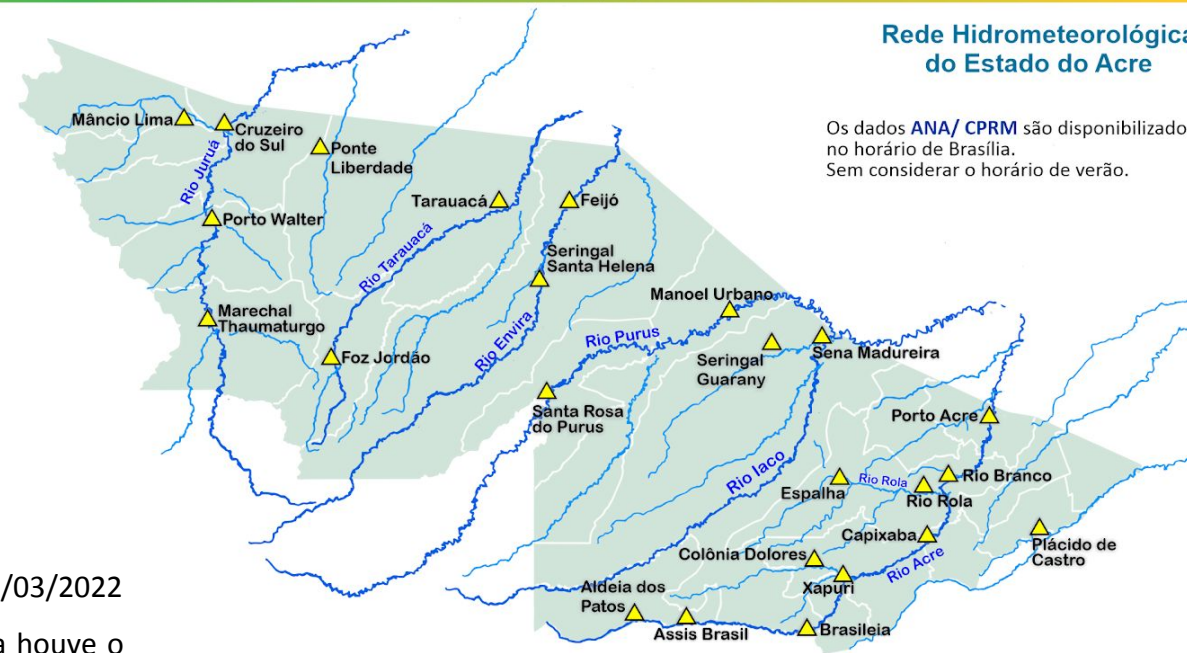 Rede Hidrometeorológica
do Estado do Acre
Os dados ANA/ CPRM são disponibilizado
no horário de Brasília.
Sem considerar o horário de verão.
Mâncio Lima
Cruzeiro
do Sul
Ponte
Liberdade
Rio Juruá
Porto Walter
Tarauacá
Feijó
Rio Tarauacá
Seringal
Santa Helena
Marechal
Thaumaturgo
Foz Jordão
Rio Envira
Manoel Urbano
Rio Purus
Seringal
Guarany
Sena Madureira
Santa Rosa
do Purus
Porto Acre
Rio Iaco
Espalha
Rio Rola
Rio Branco
Rio Rola
Capixaba
Plácido de
Castro
Colônia Dolores
Rio Acre
Xapuri
Aldeia dos
Patos
Assis Brasil
Brasileia
/03/2022
houve o